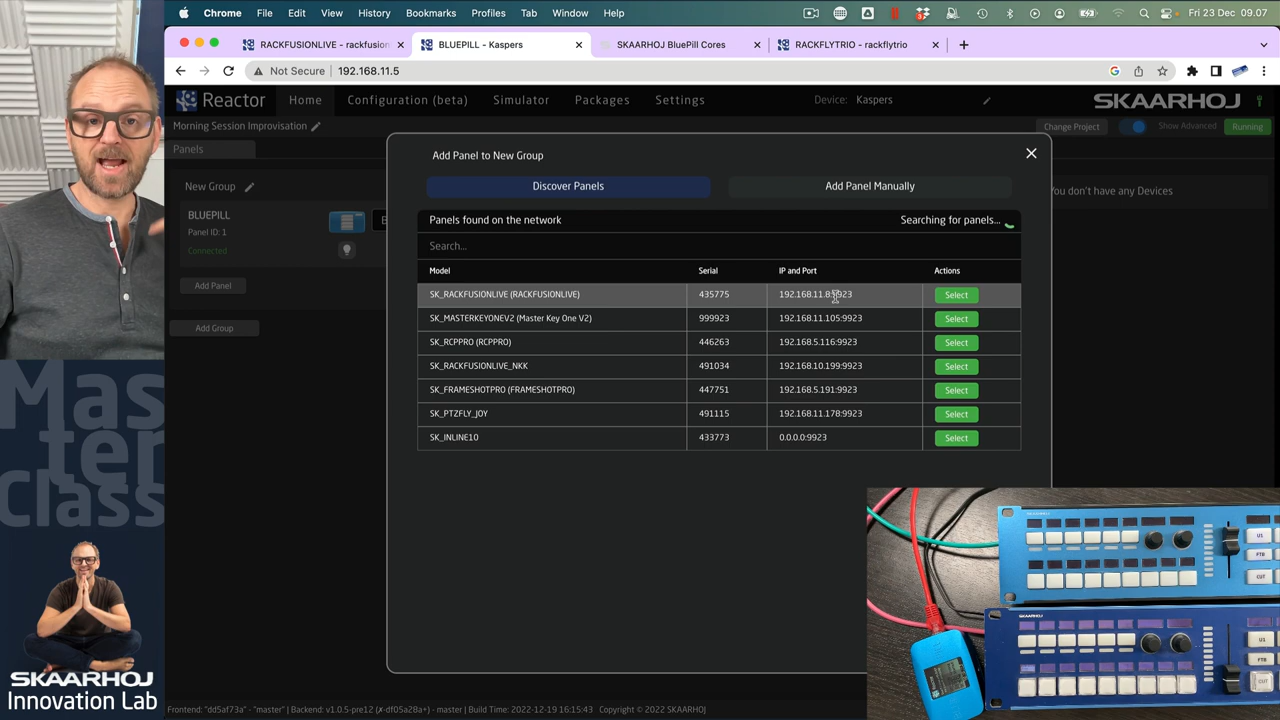 Chrome File Edit View History Bookmarks Profiles Tab Window Help Fri 23 Dec 09.07
RACKFUSIONLIVE - rackfusion BLUEPILL - Kaspers SKAARHOJ BluePill Cores RACKFLYTRIO - rackflytrio
Not Secure 192.168.11.5
Reactor Home Configuration (beta) Simulator Packages Settings Device: Kaspers SKAARHOJ
Morning Session Improvisation Change Project Show Advanced Running
Panels
Add Panel to New Group
New Group Discover Panels Add Panel Manually You don't have any Devices
BLUEPILL
Panel ID: 1
Connected
Add Panel
Add Group
Panels found on the network Searching for panels...
Search...
Model Serial IP and Port Actions
SK_RACKFUSIONLIVE (RACKFUSIONLIVE) 435775 Select
SK_MASTERKEYONEV2 (Master Key One V2) 999923 192.168.11.105:9923 Select
SK_RCPPRO (RCPPRO) 446263 192.168.5.116:9923 Select
SK_RACKFUSIONLIVE_NKK 491034 192.168.10.199:9923 Select
SK_FRAMESHOTPRO (FRAMESHOTPRO) 447751 192.168.5.191:9923 Select
SK_PTZFLY_JOY 491115 192.168.11.178:9923 Select
SK_INLINE10 433773 0.0.0.0:9923 Select
Master
Class
SKAARHOJ
Innovation Lab
U1
FTB
CUT
U1
FTB
CUT
Frontend: "dd5af73a" - "master" | Backend: v1.0.5-pre12 (✗-df05a28a+) - master | Build Time: 2022-12-19 16:15:43 Copyright © 2022 SKAARHOJ